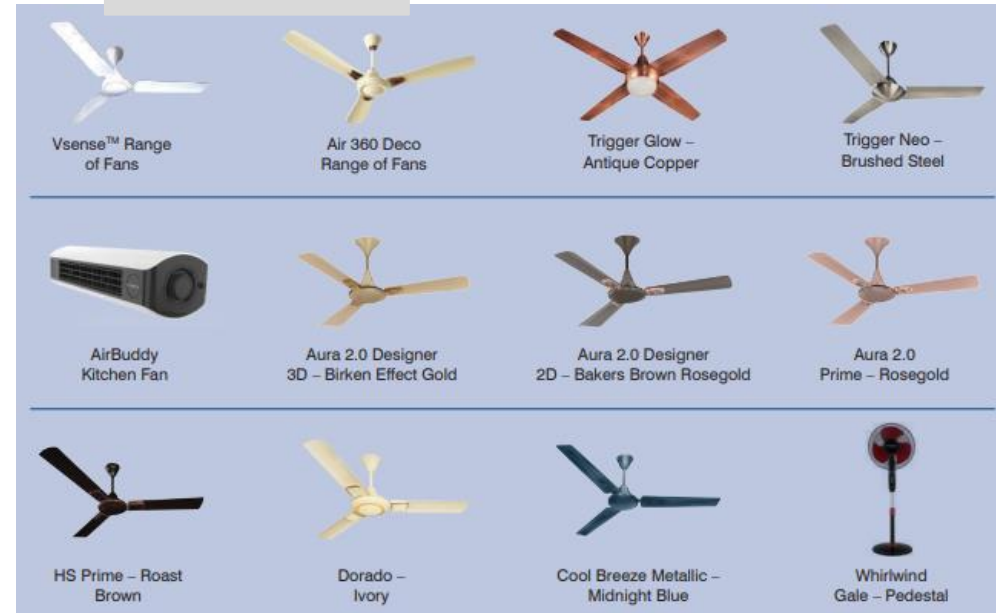 Vsense™ Range
of Fans
Air 360 Deco
Range of Fans
Trigger Glow –
Antique Copper
Trigger Neo –
Brushed Steel
AirBuddy
Kitchen Fan
Aura 2.0 Designer
3D – Birken Effect Gold
Aura 2.0 Designer
2D – Bakers Brown Rosegold
Aura 2.0
Prime – Rosegold
HS Prime – Roast
Brown
Dorado –
Ivory
Cool Breeze Metallic –
Midnight Blue
Whirlwind
Gale – Pedestal